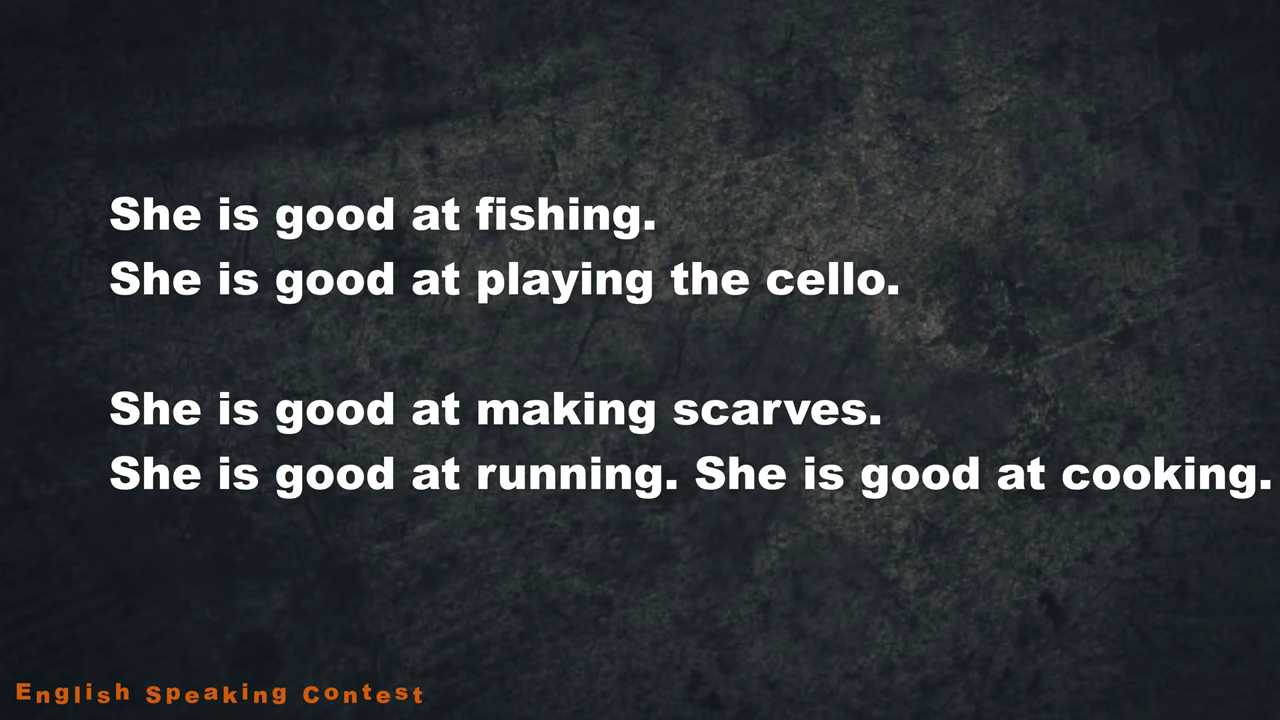 She is good at fishing.
She is good at playing the cello.
She is good at making scarves.
She is good at running. She is good at cooking.
English Speaking Contest